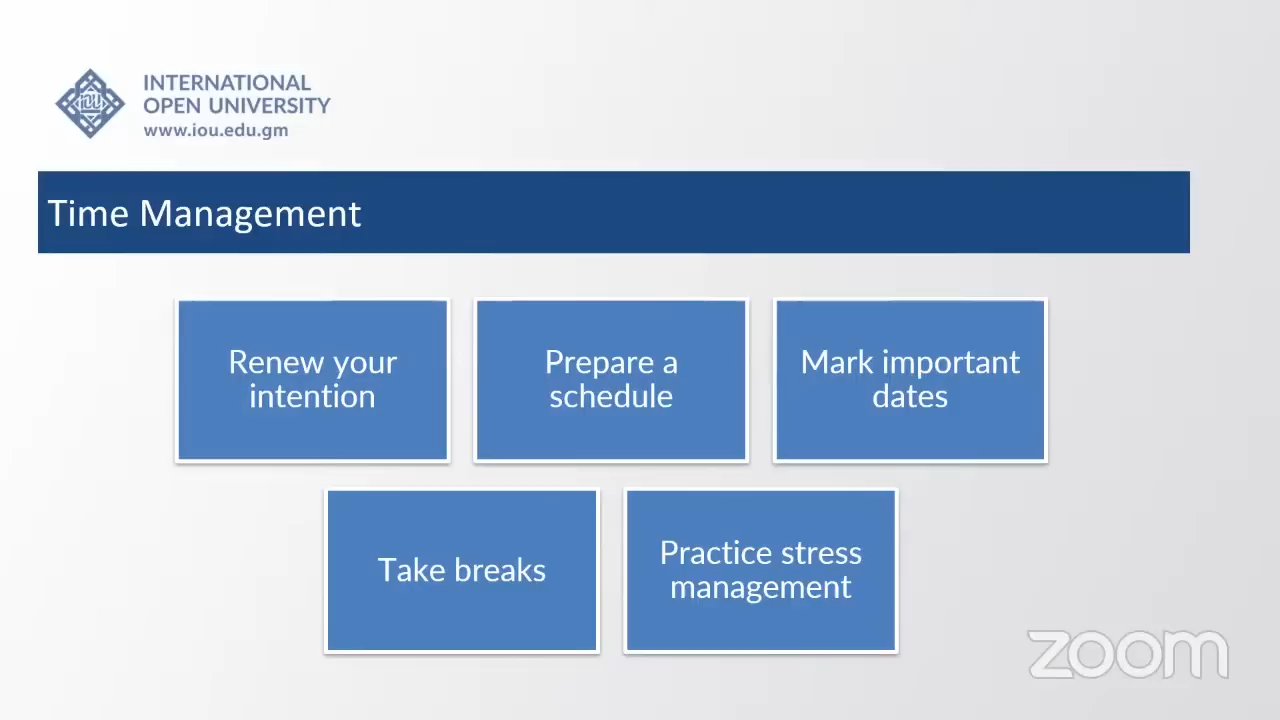 INTERNATIONAL
OPEN UNIVERSITY
www.iou.edu.gm
Time Management
Renew your
intention
Prepare a
schedule
Mark important
dates
Take breaks
Practice stress
management
zoom